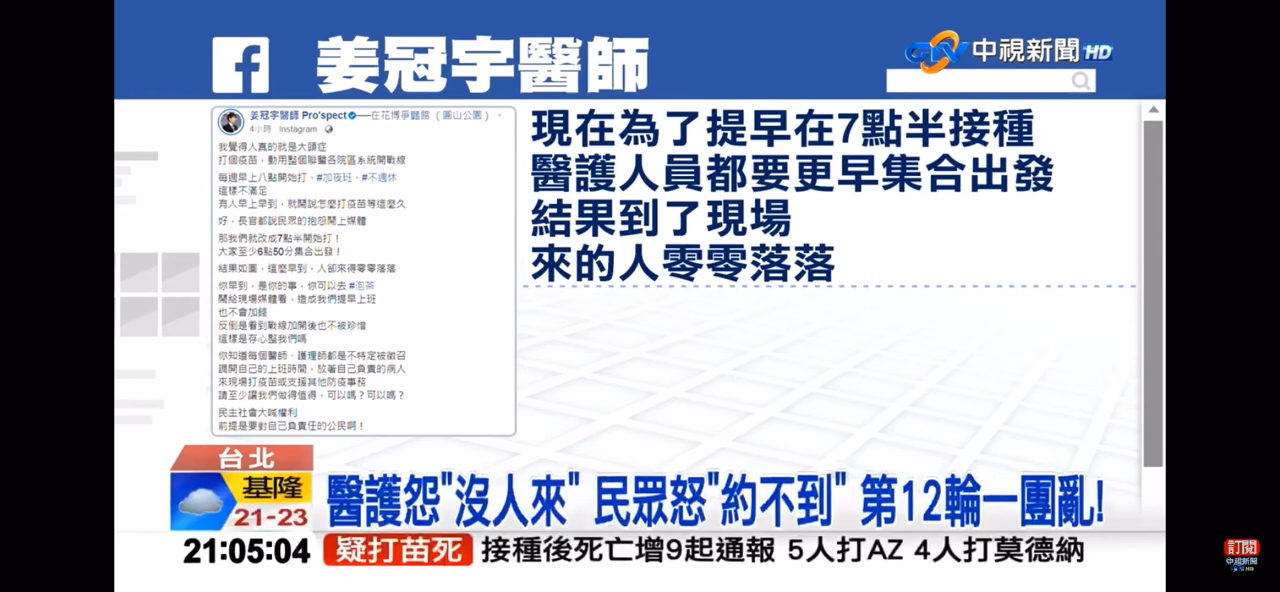 姜冠宇醫師
中視新聞HD
姜冠宇醫師 Pro'spect——在花博爭豔館（圓山公園）。
4小時 Instagram
我覺得人真的就是大頭症
打個疫苗，動用整個聯醫各院區系統開戰線
每週早上八點開始打、#加夜班、#不週休
這樣不滿足
有人早上早到，就開說怎麼打疫苗等這麼久
好，長官都說民眾的抱怨鬧上媒體
那我們就改成7點半開始打！
大家至少6點50分集合出發！
結果如圖，這麼早到，人卻來得零零落落
你早到，是你的事，你可以去 #泡茶
鬧給現場媒體看，造成我們提早上班
也不會加錢
反倒是看到戰線加開後也不被珍惜
這樣是存心整我們嗎
你知道每個醫師、護理師都是不特定被徵召
調開自己的上班時間，放著自己負責的病人
來現場打疫苗或支援其他防疫事務
請至少讓我們做得值得，可以嗎？可以嗎？
民主社會大喊權利
前提是要對自己負責任的公民啊！
現在為了提早在7點半接種
醫護人員都要更早集合出發
結果到了現場
來的人零零落落
台北
基隆
21-23
醫護怨"沒人來" 民眾怒"約不到" 第12輪一團亂!
21:05:04
疑打苗死
接種後死亡增9起通報 5人打AZ 4人打莫德納
訂閱
中視新聞
HD